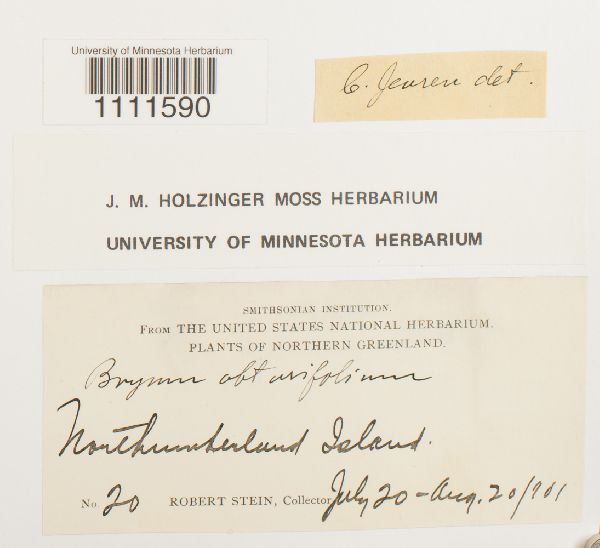 University of Minnesota Herbarium
1111590
C. Jensen det.
J. M. HOLZINGER MOSS HERBARIUM
UNIVERSITY OF MINNESOTA HERBARIUM
SMITHSONIAN INSTITUTION.
FROM THE UNITED STATES NATIONAL HERBARIUM.
PLANTS OF NORTHERN GREENLAND.
Bryum obtusifolium
Northumberland Island.
No. 20 ROBERT STEIN, Collector July 20 - Aug. 20/901